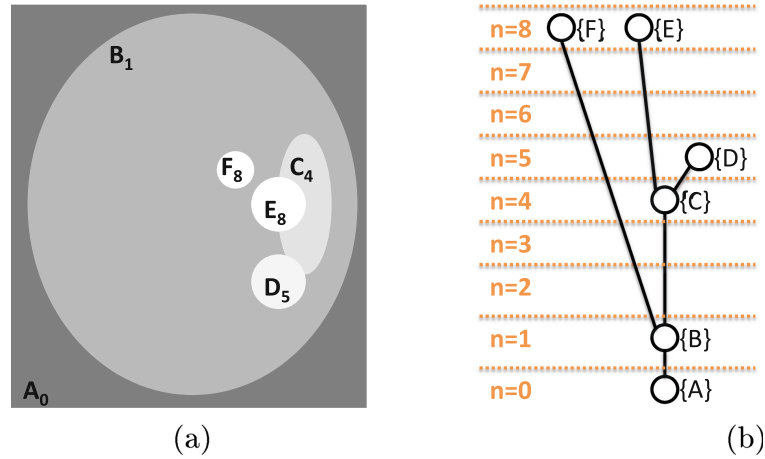 B₁
F₈
C₄
E₈
D₅
A₀
(a)
n=8 {F} {E}
n=7
n=6
n=5 {D}
n=4 {C}
n=3
n=2
n=1 {B}
n=0 {A}
(b)